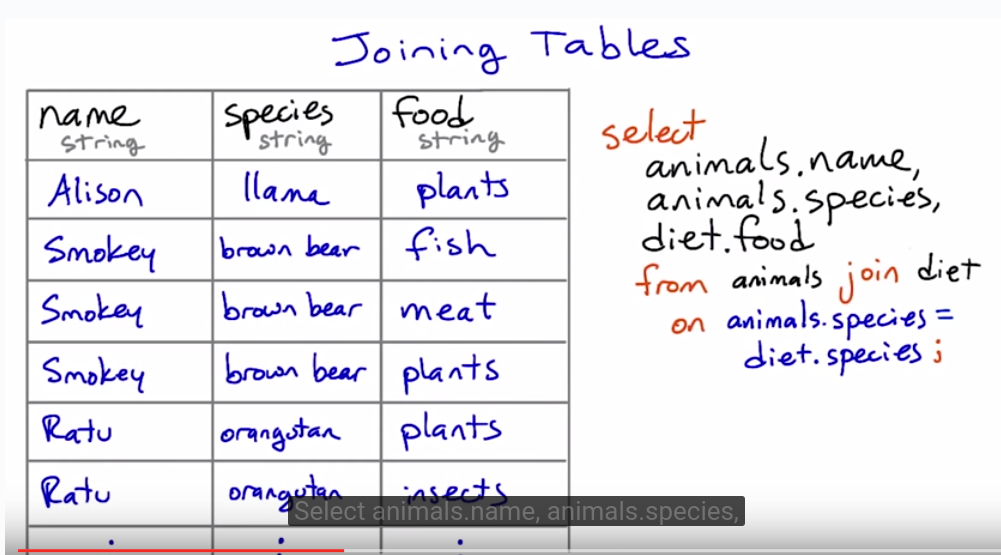 Joining Tables
name species food
string string string
Alison llama plants
Smokey brown bear fish
Smokey brown bear meat
Smokey brown bear plants
Ratu orangutan plants
Ratu orangutan insects
select
animals.name,
animals.species,
diet.food
from animals join diet
on animals.species =
diet.species ;
Select animals.name, animals.species,